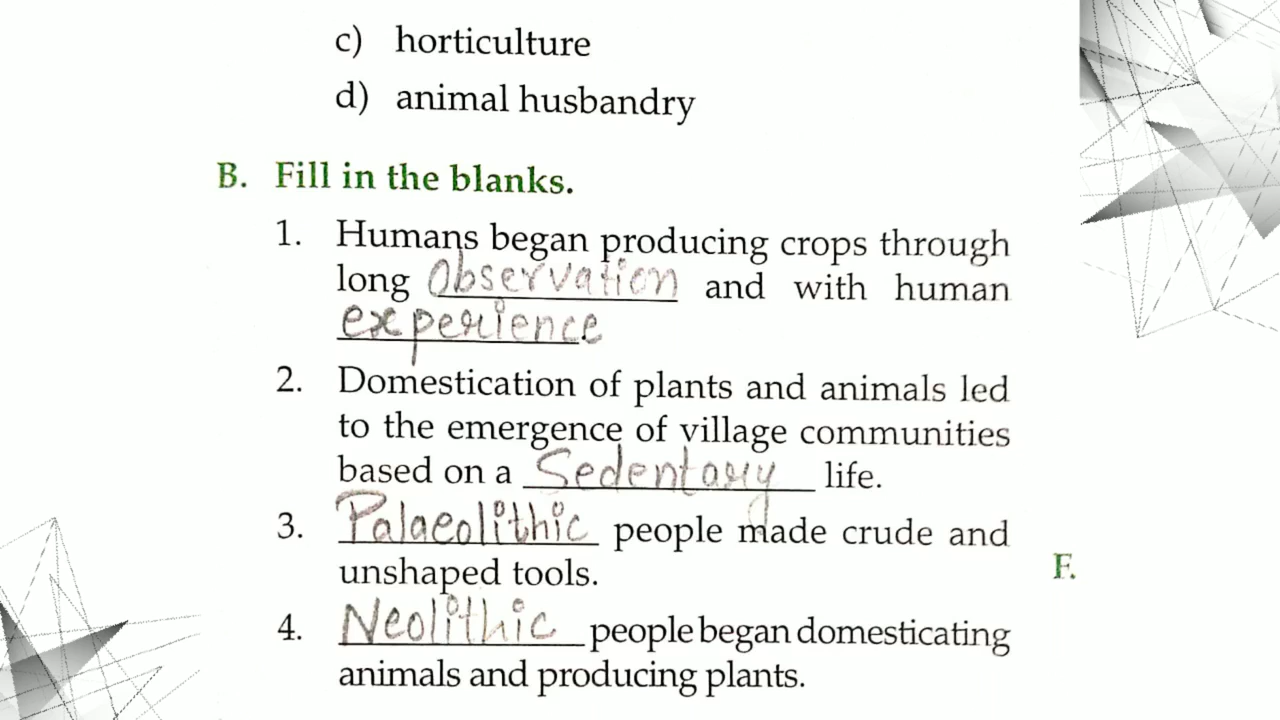 c) horticulture
d) animal husbandry
B. Fill in the blanks.
1. Humans began producing crops through
long Observation and with human
experience.
2. Domestication of plants and animals led
to the emergence of village communities
based on a Sedentary life.
3. Palaeolithic people made crude and
unshaped tools.
F.
4. Neolithic people began domesticating
animals and producing plants.